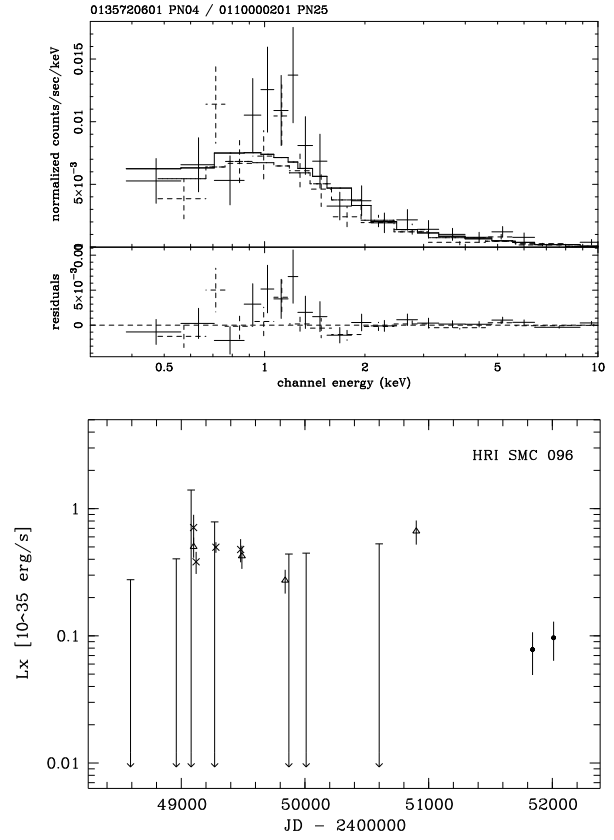 0135720601 PN04 / 0110000201 PN25
normalized counts/sec/keV
0.015
0.01
5×10⁻³
residuals
0.00
5×10⁻³
0
0.5 1 2 5 10
channel energy (keV)
HRI SMC 096
Lx [10~35 erg/s]
1
0.1
0.01
49000 50000 51000 52000
JD - 2400000